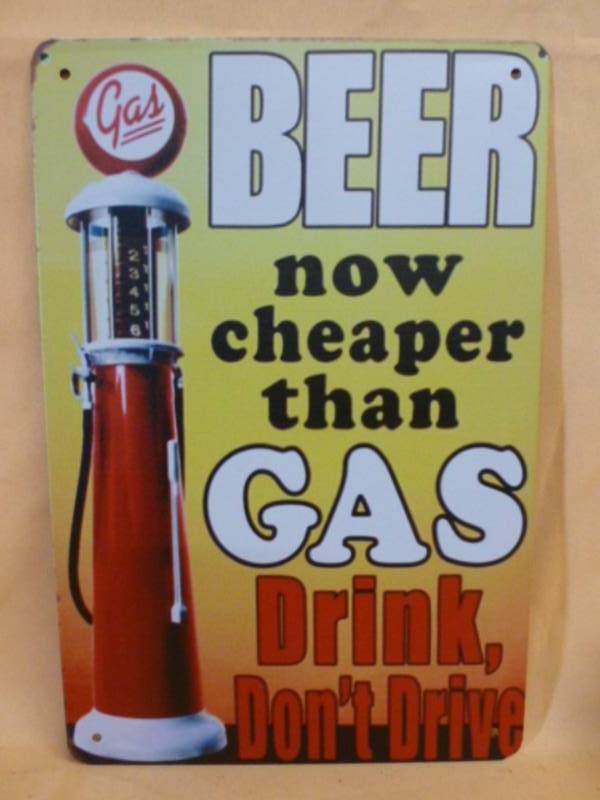 Gas
BEER
now
cheaper
than
GAS
Drink,
Don't Drive
2
3
4
5
6